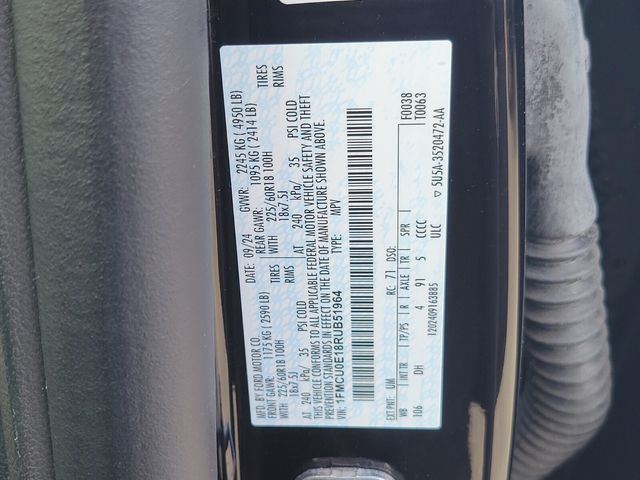 MFD. BY FORD MOTOR CO.
DATE: 09/24 GVWR: 2245 KG ( 4950 LB)
FRONT GAWR: 1175 KG ( 2590 LB) REAR GAWR: 1095 KG ( 2414 LB)
WITH 225/60R18 100H TIRES WITH 225/60R18 100H TIRES
18x7.5J RIMS 18x7.5J RIMS
AT 240 kPa/ 35 PSI COLD AT 240 kPa/ 35 PSI COLD
THIS VEHICLE CONFORMS TO ALL APPLICABLE FEDERAL MOTOR VEHICLE SAFETY AND THEFT
PREVENTION STANDARDS IN EFFECT ON THE DATE OF MANUFACTURE SHOWN ABOVE.
VIN: 1FMCU0E18RUB51964 TYPE: MPV
EXT PNT: UM RC: 71 DSO: F0038
WB INT TR TP/PS R AXLE TR SPR T0063
106 DH 4 91 5 CCCC
1202409163885 ULC ▽ 5U5A-3520472-AA